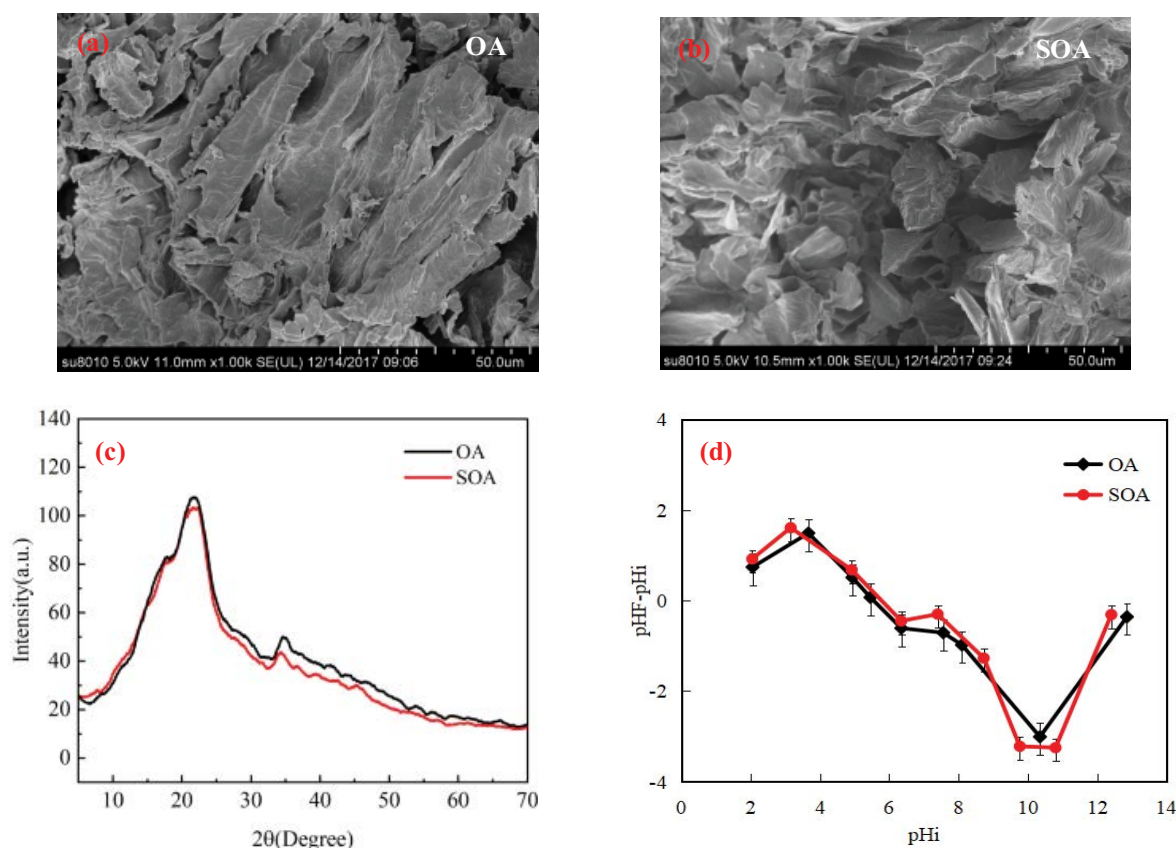 (a) OA
su8010 5.0kV 11.0mm x1.00k SE(UL) 12/14/2017 09:06 50.0um
(b) SOA
su8010 5.0kV 10.5mm x1.00k SE(UL) 12/14/2017 09:24 50.0um
(c)
OA
SOA
140
120
100
80
60
40
20
0
Intensity(a.u.)
10 20 30 40 50 60 70
2θ(Degree)
(d)
OA
SOA
4
2
0
-2
-4
pHF-pHi
0 2 4 6 8 10 12 14
pHi